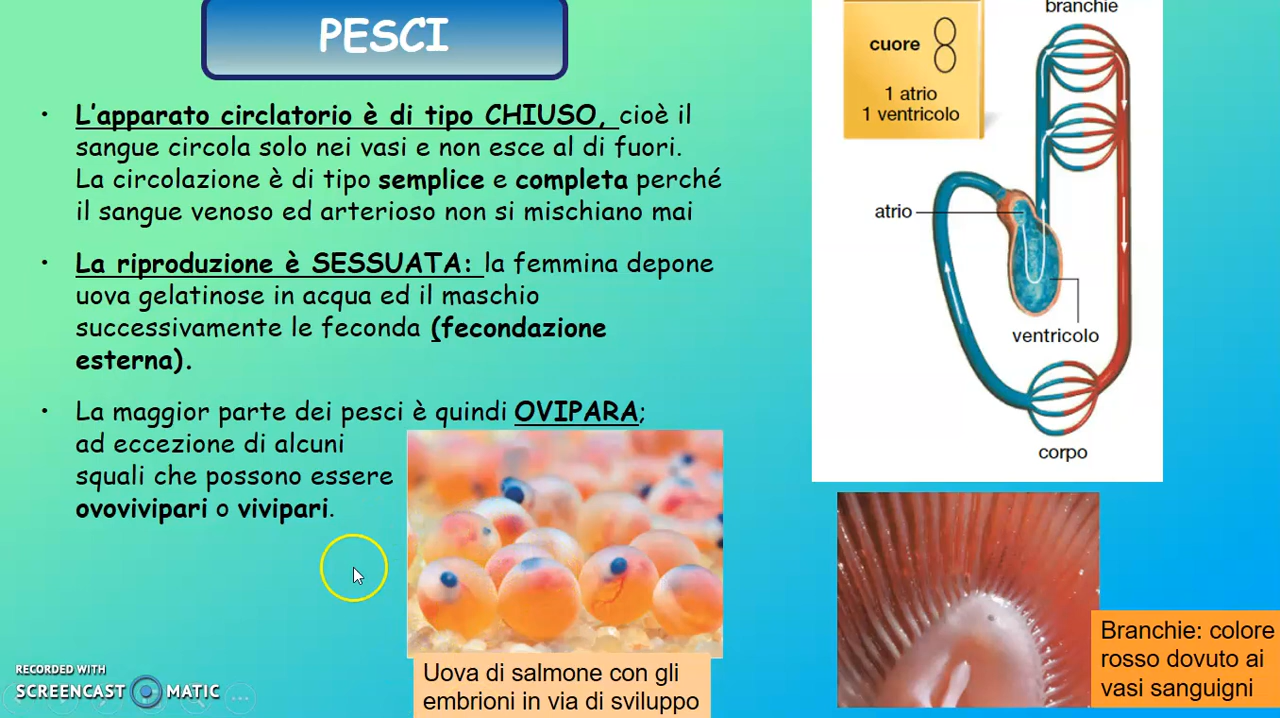 PESCI
L'apparato circlatorio è di tipo CHIUSO, cioè il
sangue circola solo nei vasi e non esce al di fuori.
La circolazione è di tipo semplice e completa perché
il sangue venoso ed arterioso non si mischiano mai
La riproduzione è SESSUATA: la femmina depone
uova gelatinose in acqua ed il maschio
successivamente le feconda (fecondazione
esterna).
La maggior parte dei pesci è quindi OVIPARA;
ad eccezione di alcuni
squali che possono essere
ovovivipari o vivipari.
Uova di salmone con gli
embrioni in via di sviluppo
branchie
cuore
1 atrio
1 ventricolo
atrio
ventricolo
corpo
Branchie: colore
rosso dovuto ai
vasi sanguigni
RECORDED WITH
SCREENCAST MATIC